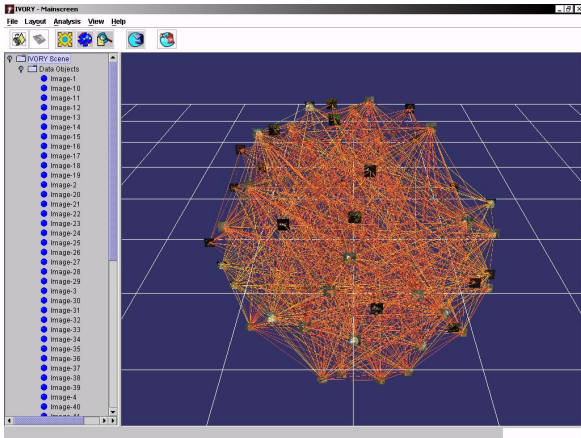 IVORY - Mainscreen
File Layout Analysis View Help
IVORY Scene
Data Objects
Image-1
Image-10
Image-11
Image-12
Image-13
Image-14
Image-15
Image-16
Image-17
Image-18
Image-19
Image-2
Image-20
Image-21
Image-22
Image-23
Image-24
Image-25
Image-26
Image-27
Image-28
Image-29
Image-3
Image-30
Image-31
Image-32
Image-33
Image-34
Image-35
Image-36
Image-37
Image-38
Image-39
Image-4
Image-40